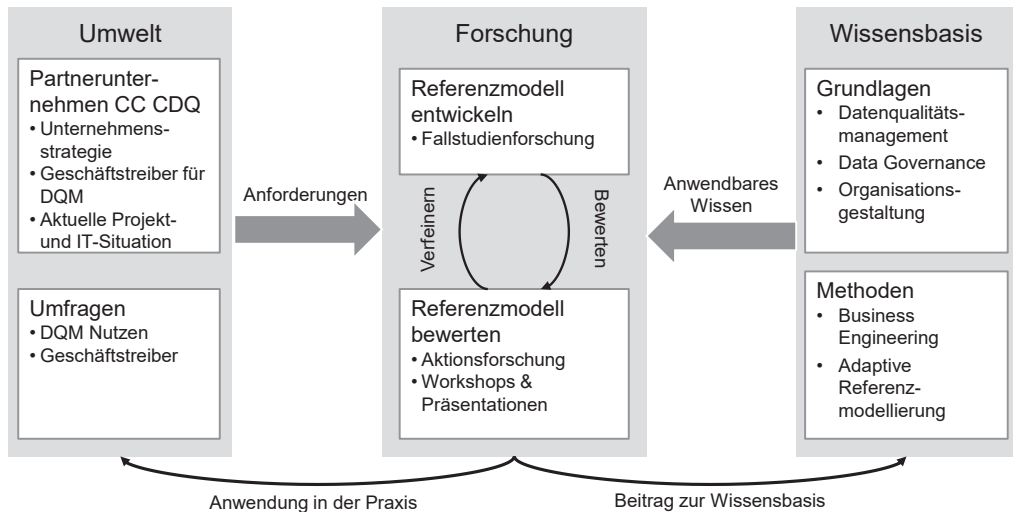 Umwelt
Partnerunter-
nehmen CC CDQ
• Unternehmens-
strategie
• Geschäftstreiber für
DQM
• Aktuelle Projekt-
und IT-Situation
Umfragen
• DQM Nutzen
• Geschäftstreiber
Anforderungen
Forschung
Referenzmodell
entwickeln
• Fallstudienforschung
Verfeinern
Bewerten
Referenzmodell
bewerten
• Aktionsforschung
• Workshops &
Präsentationen
Anwendbares
Wissen
Wissensbasis
Grundlagen
• Datenqualitäts-
management
• Data Governance
• Organisations-
gestaltung
Methoden
• Business
Engineering
• Adaptive
Referenz-
modellierung
Anwendung in der Praxis
Beitrag zur Wissensbasis